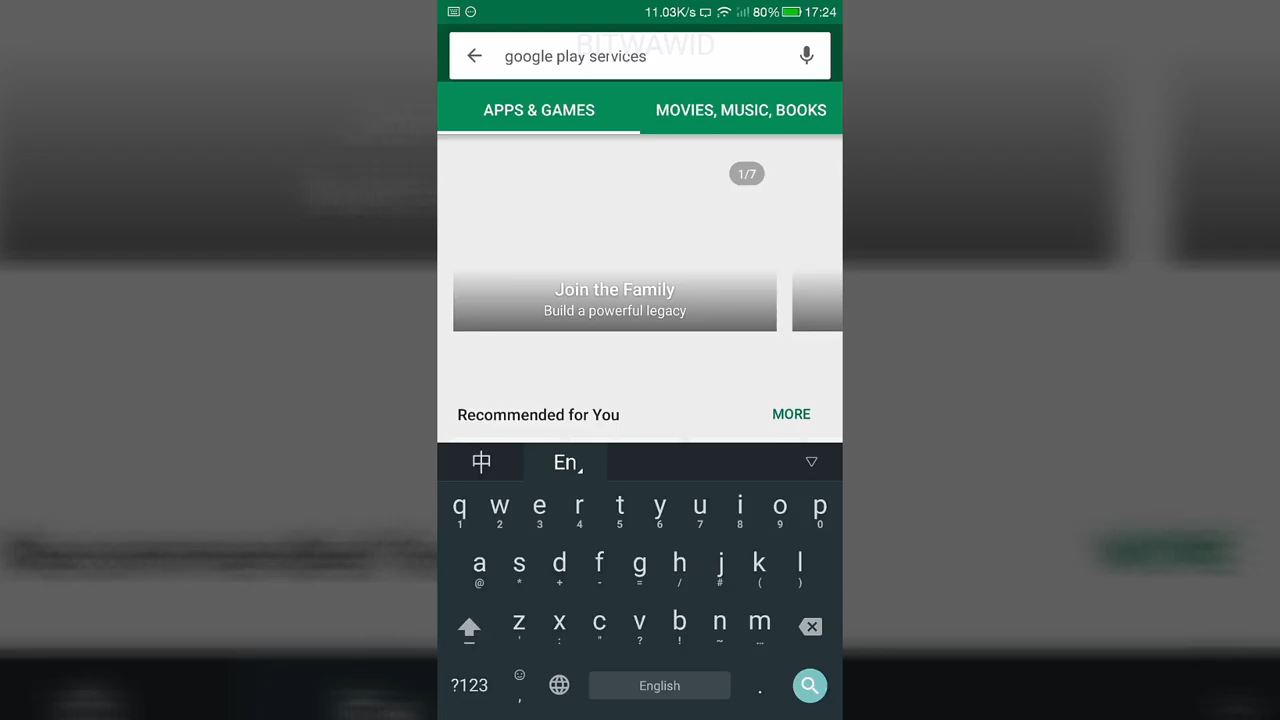 11.03K/s 80% 17:24
BITWAWID
google play services
APPS & GAMES MOVIES, MUSIC, BOOKS
1/7
Join the Family
Build a powerful legacy
Recommended for You MORE
中 En
q w e r t y u i o p
1 2 3 4 5 6 7 8 9 0
a s d f g h j k l
@ * + - = / # ( )
z x c v b n m
' : " ? ! ~ …
?123 , English .